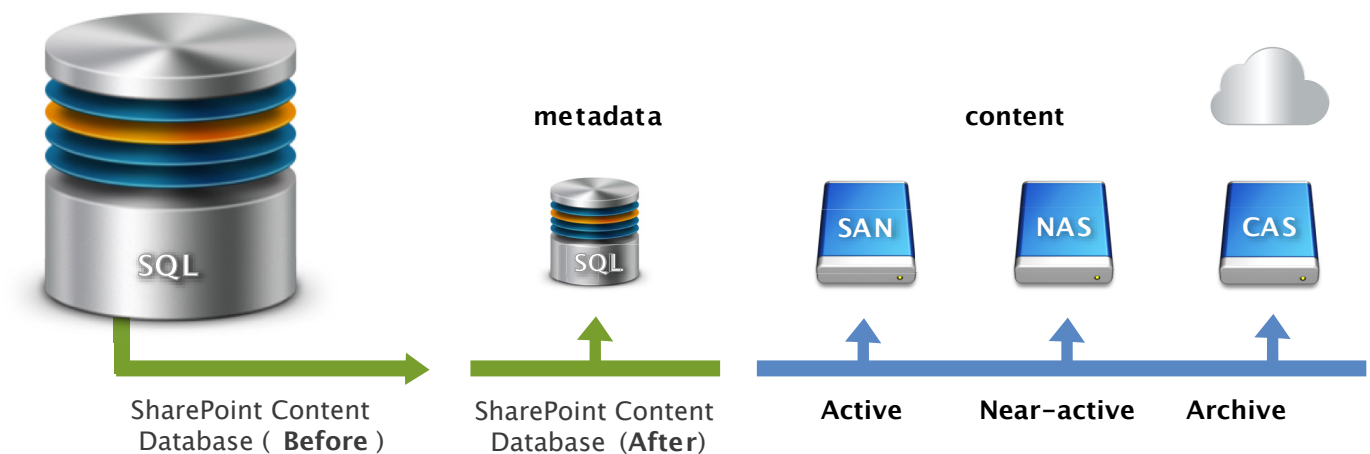 metadata
content
SQL
SQL
SAN
NAS
CAS
SharePoint Content
Database ( Before )
SharePoint Content
Database (After)
Active
Near-active
Archive